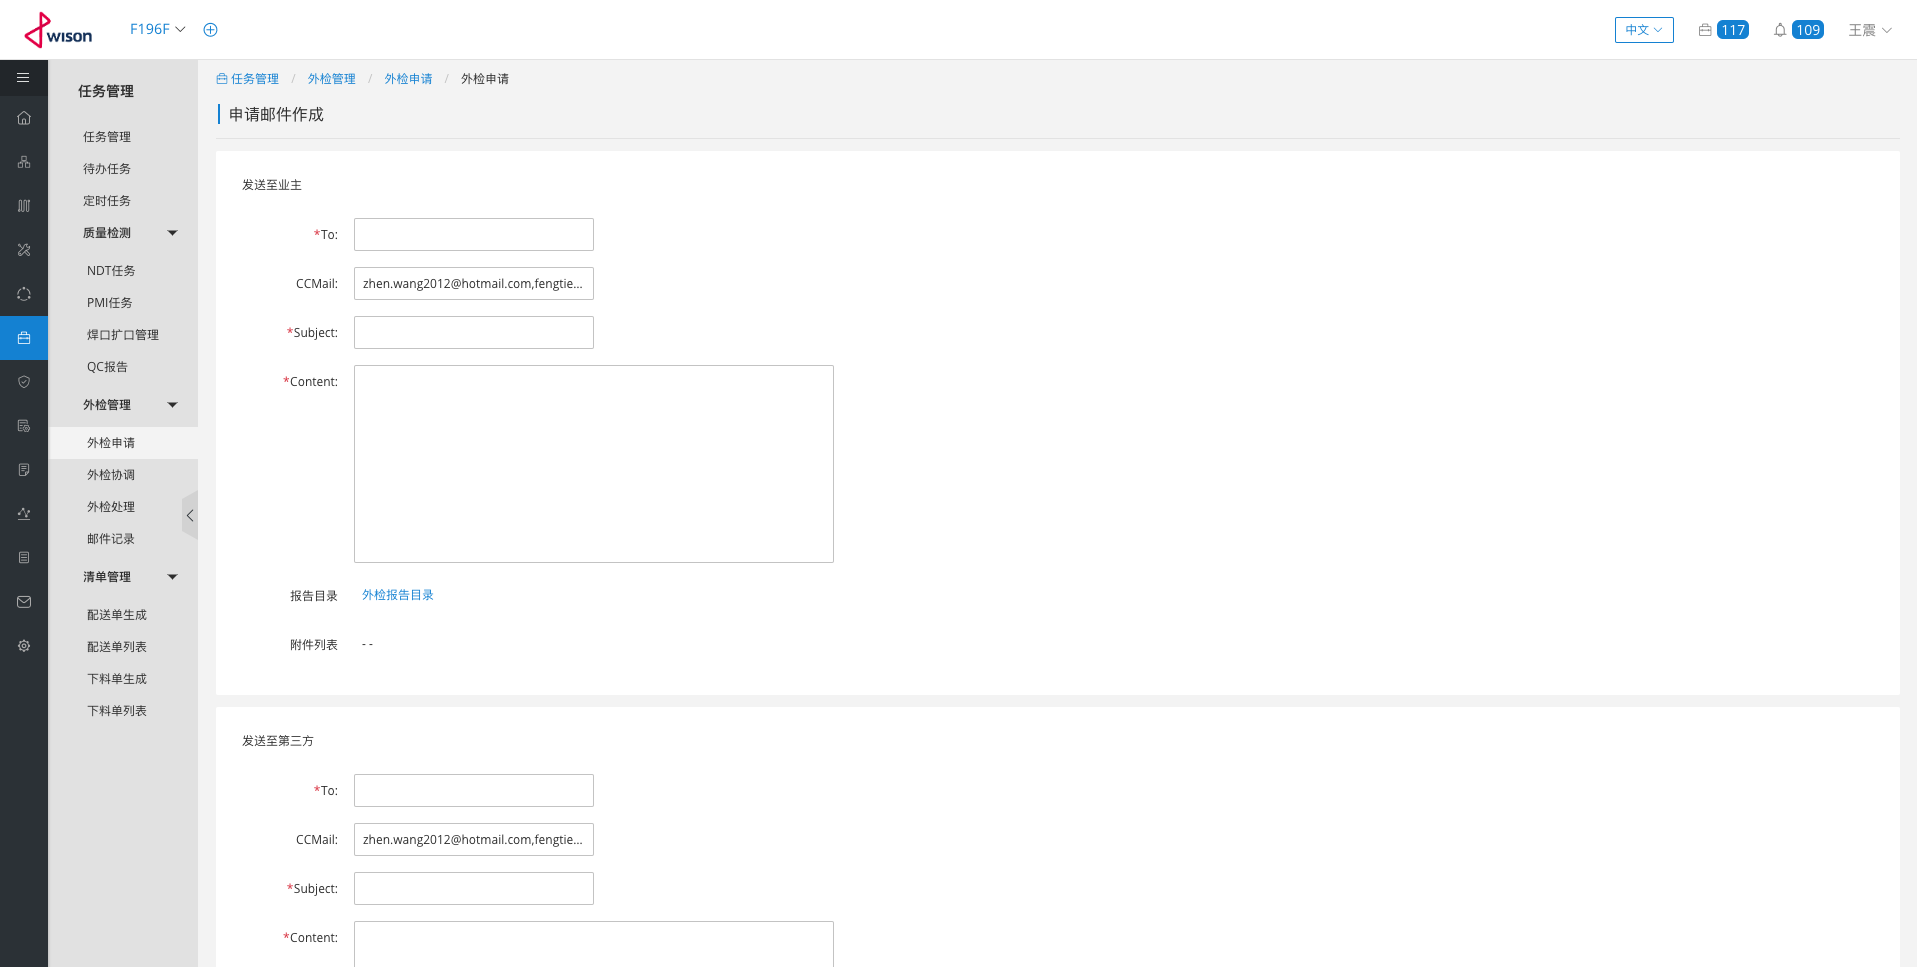 wison
F196F
中文
117
109
王震
任务管理
任务管理 / 外检管理 / 外检申请 / 外检申请
申请邮件作成
任务管理
待办任务
定时任务
质量检测
NDT任务
PMI任务
焊口扩口管理
QC报告
外检管理
外检申请
外检协调
外检处理
邮件记录
清单管理
配送单生成
配送单列表
下料单生成
下料单列表
发送至业主
*To:
CCMail: zhen.wang2012@hotmail.com,fengtie...
*Subject:
*Content:
报告目录 外检报告目录
附件列表 - -
发送至第三方
*To:
CCMail: zhen.wang2012@hotmail.com,fengtie...
*Subject:
*Content: